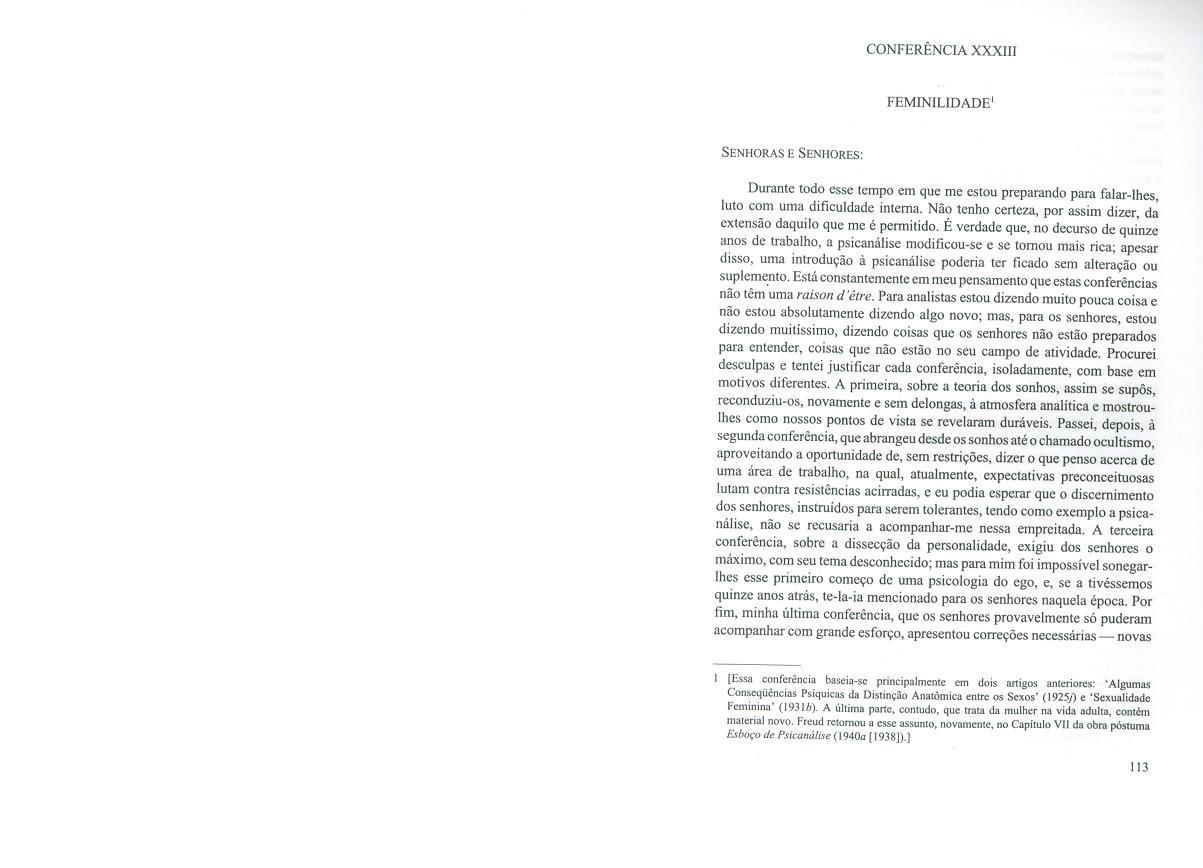 CONFERÊNCIA XXXIII
FEMINILIDADE¹
SENHORAS E SENHORES:
Durante todo esse tempo em que me estou preparando para falar-lhes,
luto com uma dificuldade interna. Não tenho certeza, por assim dizer, da
extensão daquilo que me é permitido. É verdade que, no decurso de quinze
anos de trabalho, a psicanálise modificou-se e se tornou mais rica; apesar
disso, uma introdução à psicanálise poderia ter ficado sem alteração ou
suplemento. Está constantemente em meu pensamento que estas conferências
não têm uma raison d’être. Para analistas estou dizendo muito pouca coisa e
não estou absolutamente dizendo algo novo; mas, para os senhores, estou
dizendo muitíssimo, dizendo coisas que os senhores não estão preparados
para entender, coisas que não estão no seu campo de atividade. Procurei
desculpas e tentei justificar cada conferência, isoladamente, com base em
motivos diferentes. A primeira, sobre a teoria dos sonhos, assim se supôs,
reconduziu-os, novamente e sem delongas, à atmosfera analítica e mostrou-
lhes como nossos pontos de vista se revelaram duráveis. Passei, depois, à
segunda conferência, que abrangeu desde os sonhos até o chamado ocultismo,
aproveitando a oportunidade de, sem restrições, dizer o que penso acerca de
uma área de trabalho, na qual, atualmente, expectativas preconceituosas
lutam contra resistências acirradas, e eu podia esperar que o discernimento
dos senhores, instruídos para serem tolerantes, tendo como exemplo a psica-
nálise, não se recusaria a acompanhar-me nessa empreitada. A terceira
conferência, sobre a dissecção da personalidade, exigiu dos senhores o
máximo, com seu tema desconhecido; mas para mim foi impossível sonegar-
lhes esse primeiro começo de uma psicologia do ego, e, se a tivéssemos
quinze anos atrás, te-la-ia mencionado para os senhores naquela época. Por
fim, minha última conferência, que os senhores provavelmente só puderam
acompanhar com grande esforço, apresentou correções necessárias — novas
1 [Essa conferência baseia-se principalmente em dois artigos anteriores: ‘Algumas
Conseqüências Psíquicas da Distinção Anatômica entre os Sexos’ (1925j) e ‘Sexualidade
Feminina’ (1931b). A última parte, contudo, que trata da mulher na vida adulta, contém
material novo. Freud retornou a esse assunto, novamente, no Capítulo VII da obra póstuma
Esboço de Psicanálise (1940a [1938]).]
113